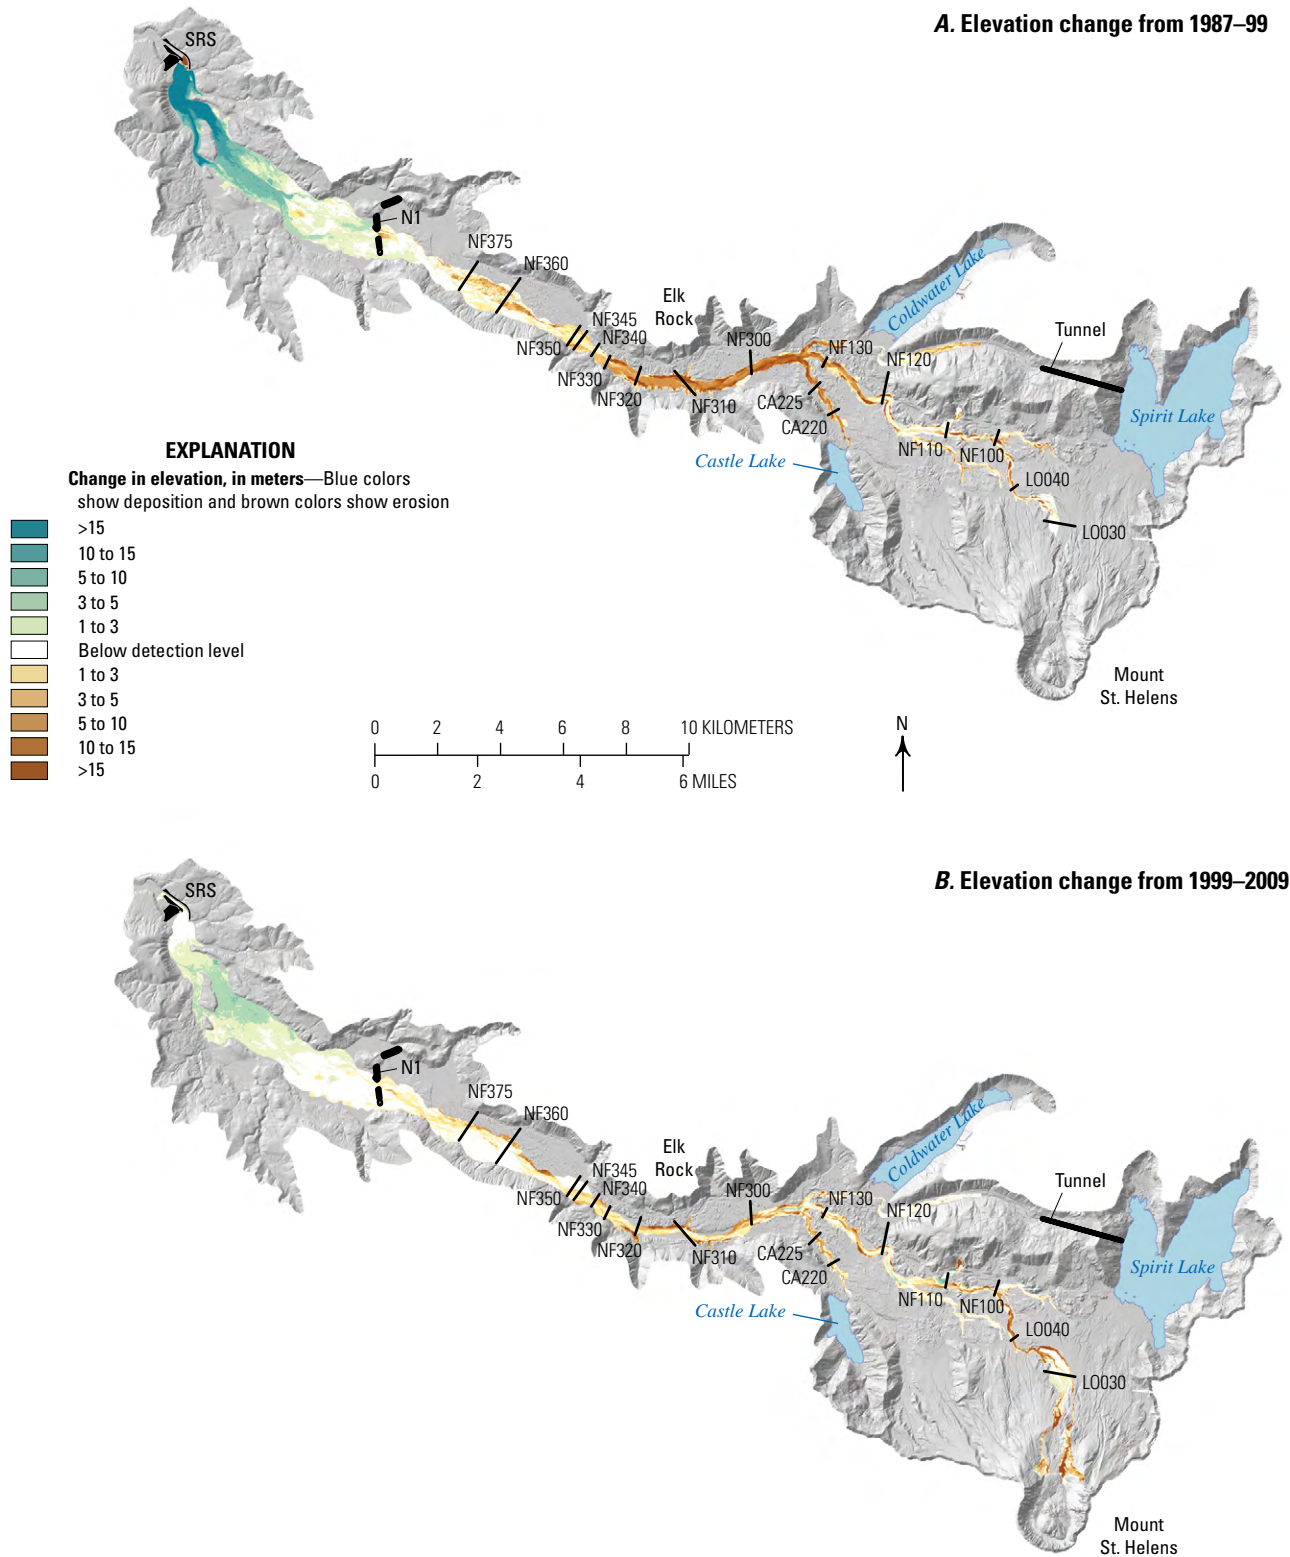 A. Elevation change from 1987–99
SRS
N1
NF375
NF360
Elk
Rock
NF345
NF350
NF340
NF330
NF320
NF310
NF300
NF130
CA225
CA220
Coldwater Lake
NF120
Tunnel
Spirit Lake
Castle Lake
NF110
NF100
LO040
LO030
Mount
St. Helens
EXPLANATION
Change in elevation, in meters—Blue colors
show deposition and brown colors show erosion
>15
10 to 15
5 to 10
3 to 5
1 to 3
Below detection level
1 to 3
3 to 5
5 to 10
10 to 15
>15
0 2 4 6 8 10 KILOMETERS
0 2 4 6 MILES
N
B. Elevation change from 1999–2009
SRS
N1
NF375
NF360
Elk
Rock
NF345
NF350
NF340
NF330
NF320
NF310
NF300
NF130
CA225
CA220
Coldwater Lake
NF120
Tunnel
Spirit Lake
Castle Lake
NF110
NF100
LO040
LO030
Mount
St. Helens